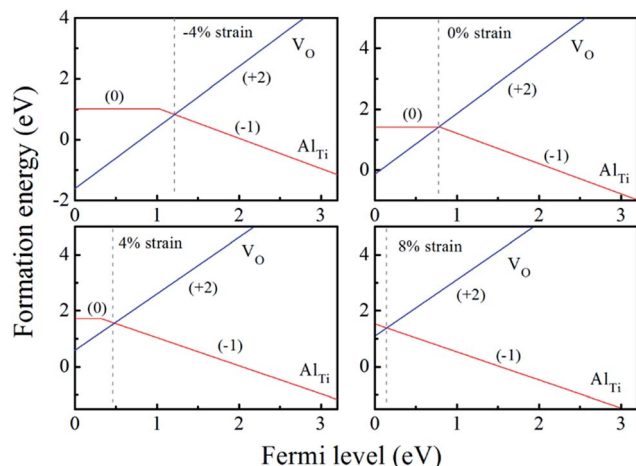 -4% strain
V_O
(0)
(+2)
(-1)
Al_Ti
4
2
0
-2
0
1
2
3
0% strain
V_O
(0)
(+2)
(-1)
Al_Ti
4
2
0
0
1
2
3
4% strain
V_O
(0)
(+2)
(-1)
Al_Ti
4
2
0
0
1
2
3
8% strain
V_O
(+2)
(-1)
Al_Ti
4
2
0
0
1
2
3
Formation energy (eV)
Fermi level (eV)